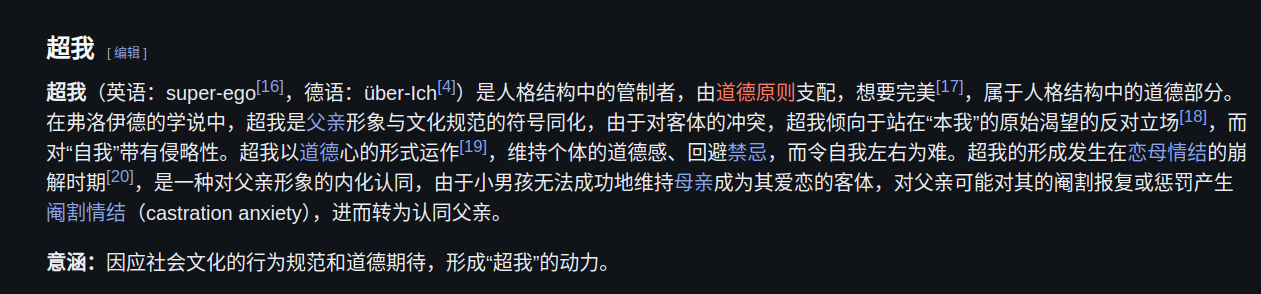 超我 [编辑]
超我（英语：super-ego[16]，德语：über-Ich[4]）是人格结构中的管制者，由道德原则支配，想要完美[17]，属于人格结构中的道德部分。
在弗洛伊德的学说中，超我是父亲形象与文化规范的符号同化，由于对客体的冲突，超我倾向于站在“本我”的原始渴望的反对立场[18]，而
对“自我”带有侵略性。超我以道德心的形式运作[19]，维持个体的道德感、回避禁忌，而令自我左右为难。超我的形成发生在恋母情结的崩
解时期[20]，是一种对父亲形象的内化认同，由于小男孩无法成功地维持母亲成为其爱恋的客体，对父亲可能对其的阉割报复或惩罚产生
阉割情结（castration anxiety），进而转为认同父亲。
意涵：因应社会文化的行为规范和道德期待，形成“超我”的动力。